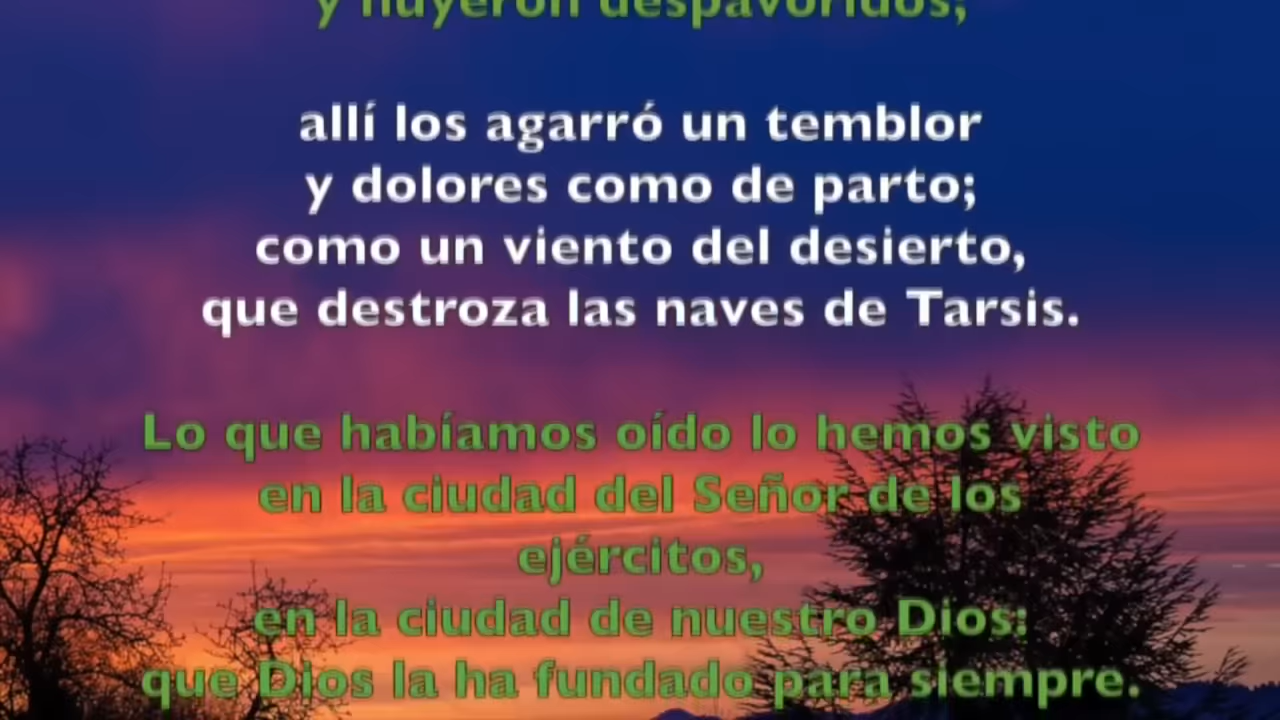 y huyeron despavoridos;
allí los agarró un temblor
y dolores como de parto;
como un viento del desierto,
que destroza las naves de Tarsis.
Lo que habíamos oído lo hemos visto
en la ciudad del Señor de los
ejércitos,
en la ciudad de nuestro Dios:
que Dios la ha fundado para siempre.